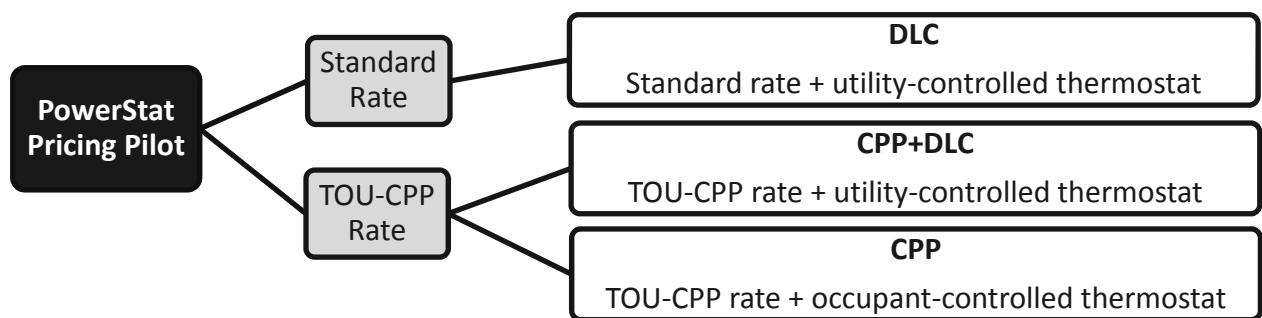 PowerStat
Pricing Pilot
Standard
Rate
TOU-CPP
Rate
DLC
Standard rate + utility-controlled thermostat
CPP+DLC
TOU-CPP rate + utility-controlled thermostat
CPP
TOU-CPP rate + occupant-controlled thermostat